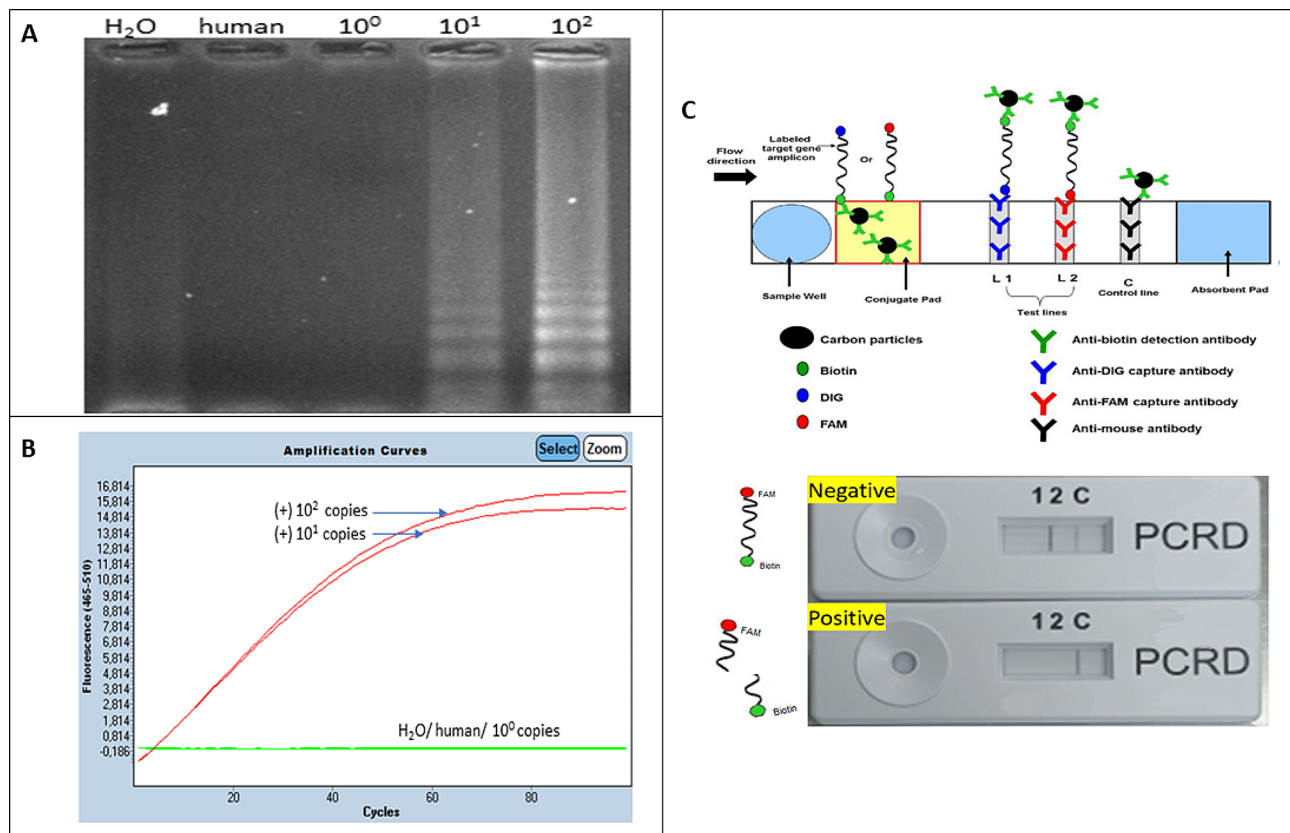 A
H₂O human 10⁰ 10¹ 10²
B
Amplification Curves
Select
Zoom
Fluorescence (465-510)
16,814
15,814
14,814
13,814
12,814
11,814
10,814
9,814
8,814
7,814
6,814
5,814
4,814
3,814
2,814
1,814
0,814
-0,186
(+) 10² copies
(+) 10¹ copies
H₂O/ human/ 10⁰ copies
20 40 60 80
Cycles
C
Flow
direction
Labeled
target gene
amplicon
Or
L 1
L 2
C
Control line
Test lines
Sample Well
Conjugate Pad
Absorbent Pad
Carbon particles
Biotin
DIG
FAM
Anti-biotin detection antibody
Anti-DIG capture antibody
Anti-FAM capture antibody
Anti-mouse antibody
FAM
Biotin
Negative
1 2 C
PCRD
FAM
Biotin
Positive
1 2 C
PCRD